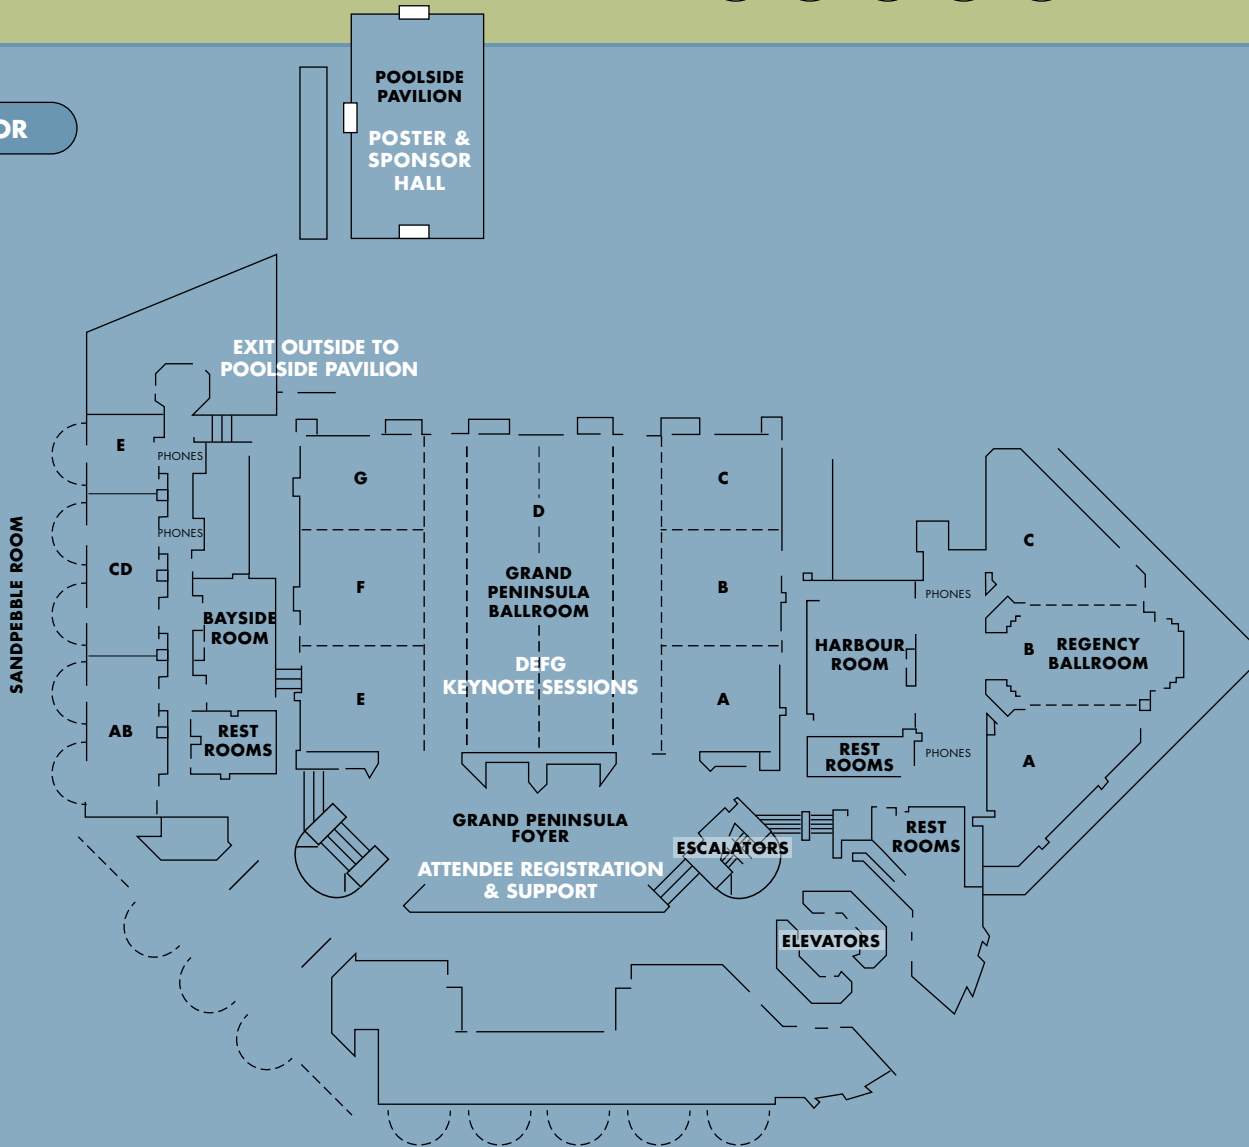 OR
POOLSIDE
PAVILION
POSTER &
SPONSOR
HALL
EXIT OUTSIDE TO
POOLSIDE PAVILION
SANDPEBBLE ROOM
E
PHONES
PHONES
CD
AB
BAYSIDE
ROOM
REST
ROOMS
G
F
E
D
GRAND
PENINSULA
BALLROOM
DEFG
KEYNOTE SESSIONS
C
B
A
HARBOUR
ROOM
REST
ROOMS
PHONES
PHONES
C
B
REGENCY
BALLROOM
A
GRAND PENINSULA
FOYER
ATTENDEE REGISTRATION
& SUPPORT
ESCALATORS
REST
ROOMS
ELEVATORS